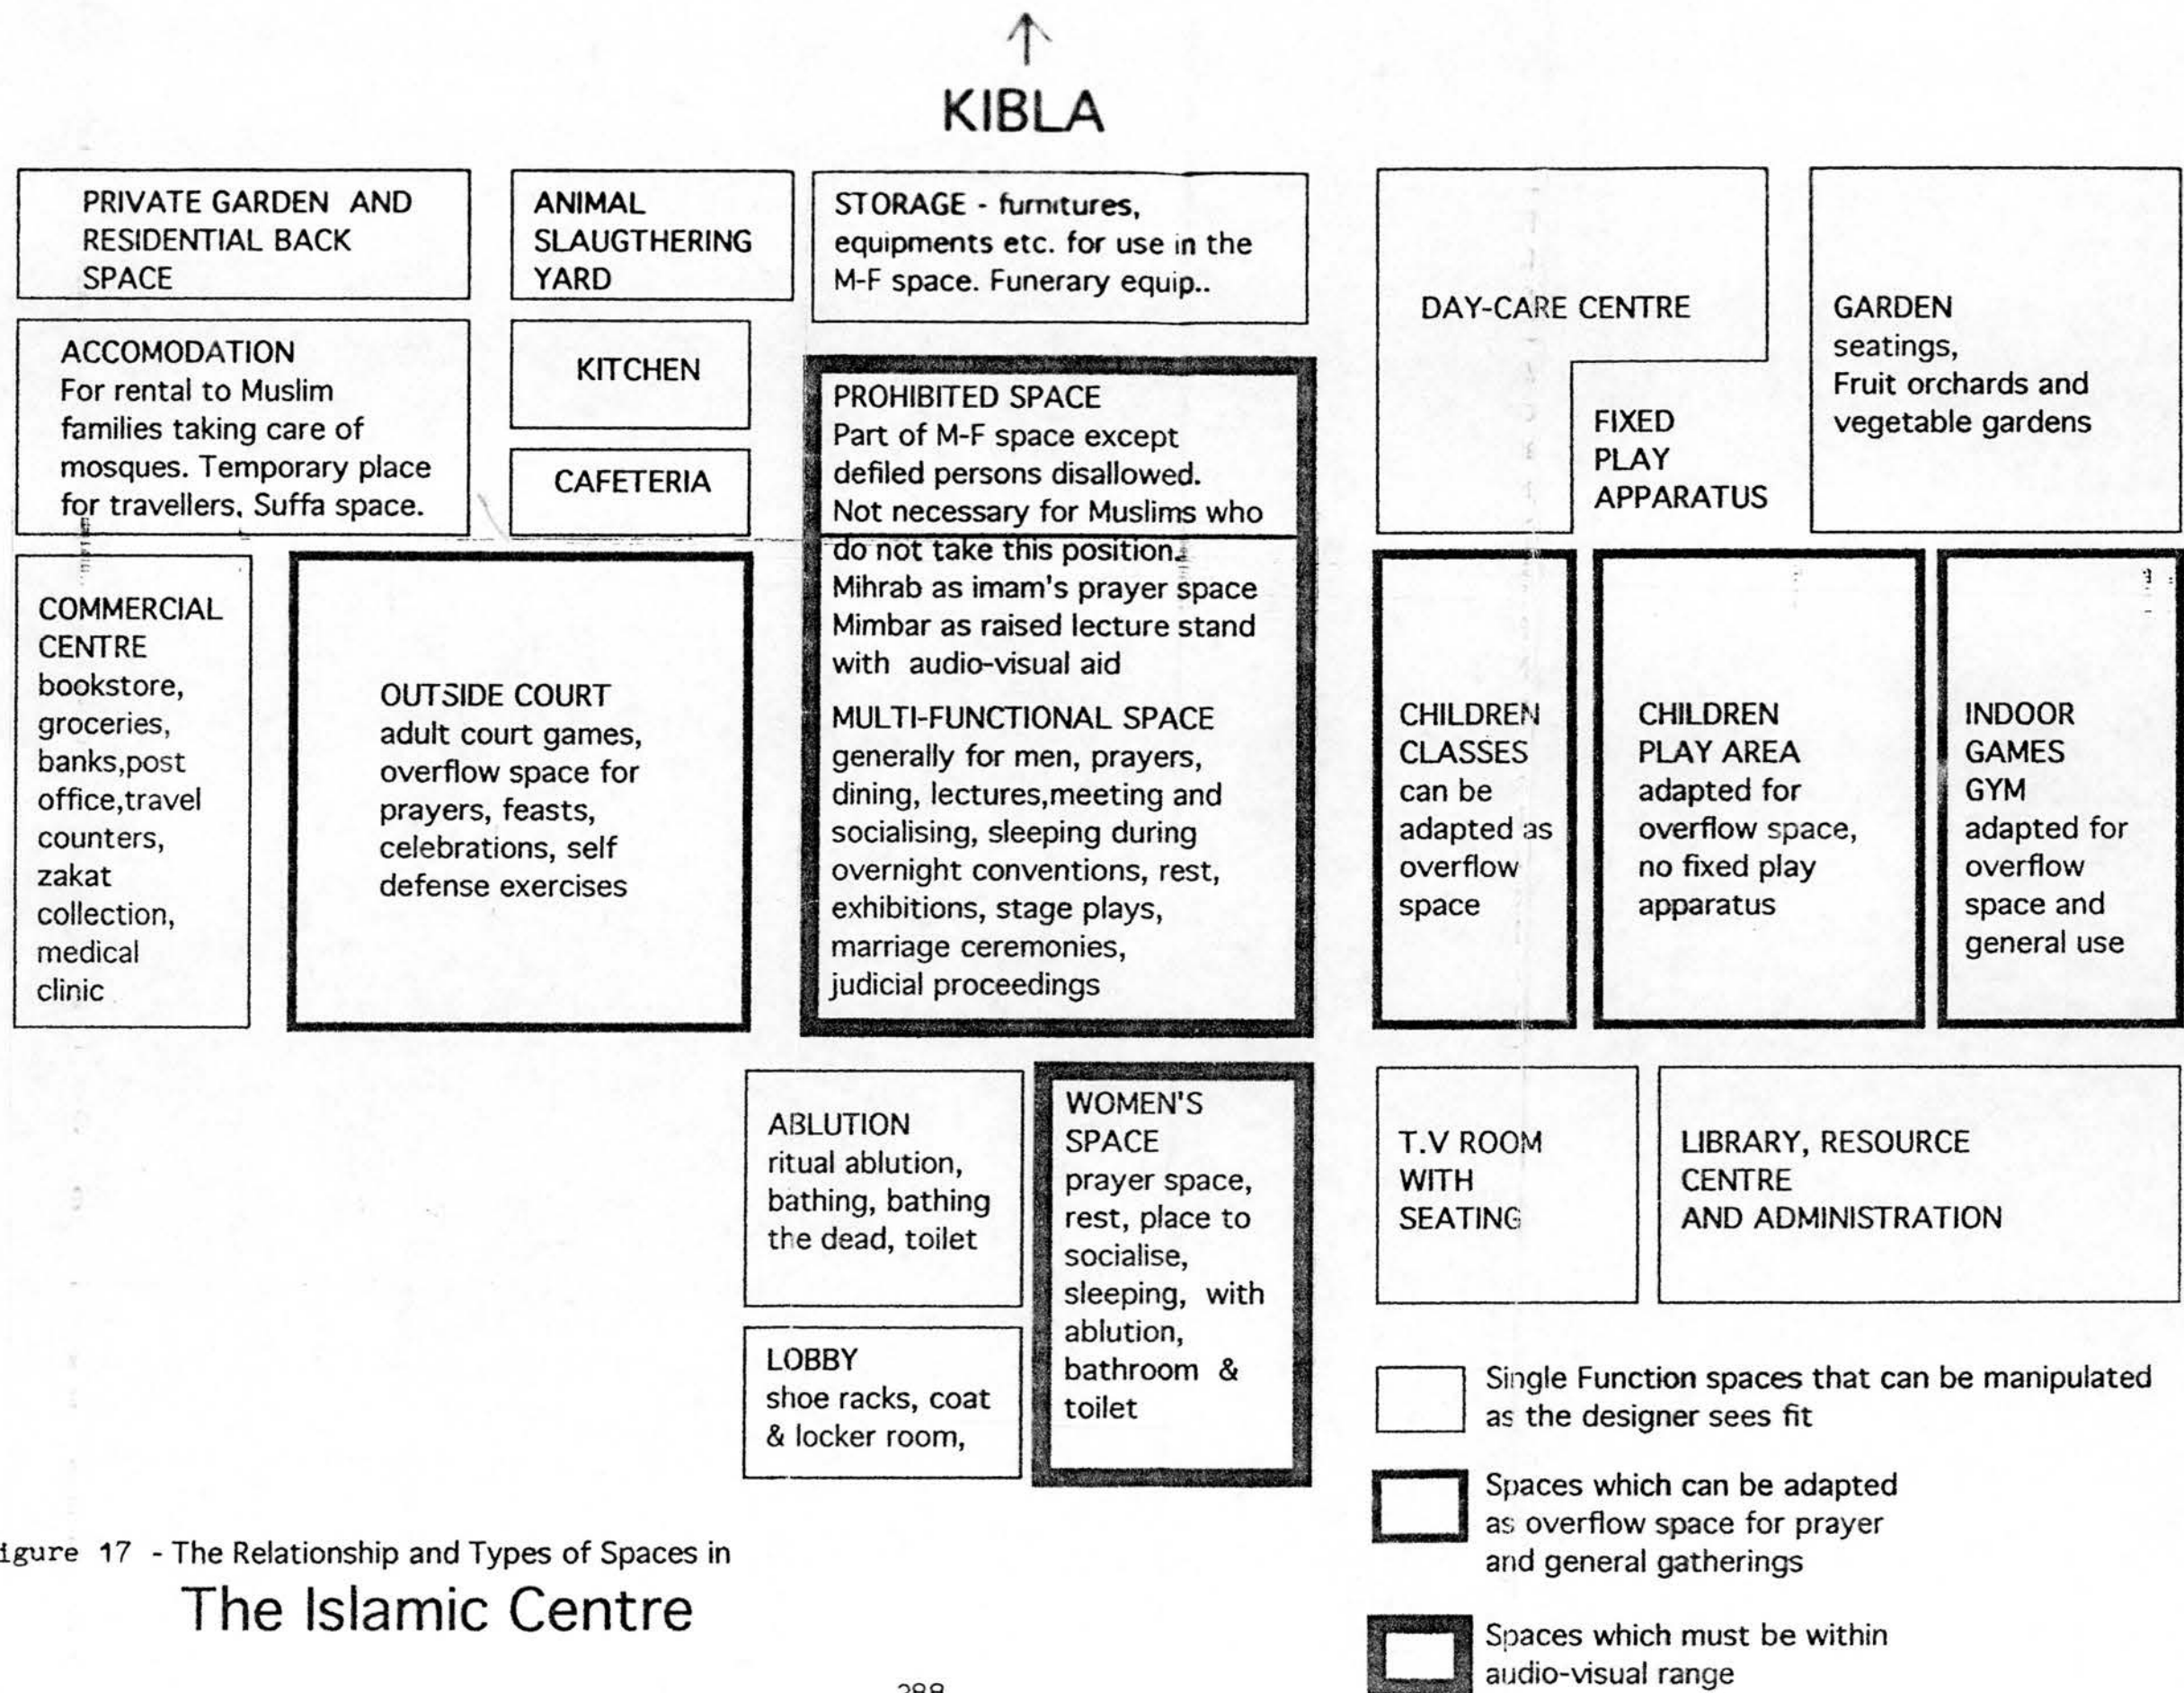 KIBLA
PRIVATE GARDEN AND
RESIDENTIAL BACK
SPACE
ANIMAL
SLAUGTHERING
YARD
STORAGE - furnitures,
equipments etc. for use in the
M-F space. Funerary equip..
DAY-CARE CENTRE
GARDEN
seatings,
Fruit orchards and
vegetable gardens
ACCOMODATION
For rental to Muslim
families taking care of
mosques. Temporary place
for travellers, Suffa space.
KITCHEN
CAFETERIA
PROHIBITED SPACE
Part of M-F space except
defiled persons disallowed.
Not necessary for Muslims who
do not take this position.
Mihrab as imam's prayer space
Mimbar as raised lecture stand
with audio-visual aid
MULTI-FUNCTIONAL SPACE
generally for men, prayers,
dining, lectures,meeting and
socialising, sleeping during
overnight conventions, rest,
exhibitions, stage plays,
marriage ceremonies,
judicial proceedings
FIXED
PLAY
APPARATUS
COMMERCIAL
CENTRE
bookstore,
groceries,
banks,post
office,travel
counters,
zakat
collection,
medical
clinic
OUTSIDE COURT
adult court games,
overflow space for
prayers, feasts,
celebrations, self
defense exercises
CHILDREN
CLASSES
can be
adapted as
overflow
space
CHILDREN
PLAY AREA
adapted for
overflow space,
no fixed play
apparatus
INDOOR
GAMES
GYM
adapted for
overflow
space and
general use
ABLUTION
ritual ablution,
bathing, bathing
the dead, toilet
WOMEN'S
SPACE
prayer space,
rest, place to
socialise,
sleeping, with
ablution,
bathroom &
toilet
T.V ROOM
WITH
SEATING
LIBRARY, RESOURCE
CENTRE
AND ADMINISTRATION
LOBBY
shoe racks, coat
& locker room,
Single Function spaces that can be manipulated
as the designer sees fit
Spaces which can be adapted
as overflow space for prayer
and general gatherings
Spaces which must be within
audio-visual range
igure 17 - The Relationship and Types of Spaces in
The Islamic Centre